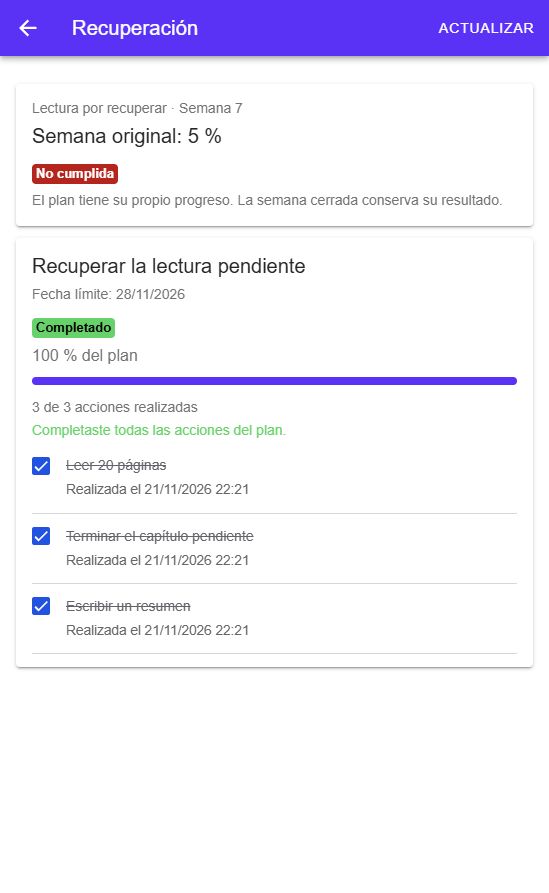 Recuperación
ACTUALIZAR
Lectura por recuperar · Semana 7
Semana original: 5 %
No cumplida
El plan tiene su propio progreso. La semana cerrada conserva su resultado.
Recuperar la lectura pendiente
Fecha límite: 28/11/2026
Completado
100 % del plan
3 de 3 acciones realizadas
Completaste todas las acciones del plan.
Leer 20 páginas
Realizada el 21/11/2026 22:21
Terminar el capítulo pendiente
Realizada el 21/11/2026 22:21
Escribir un resumen
Realizada el 21/11/2026 22:21